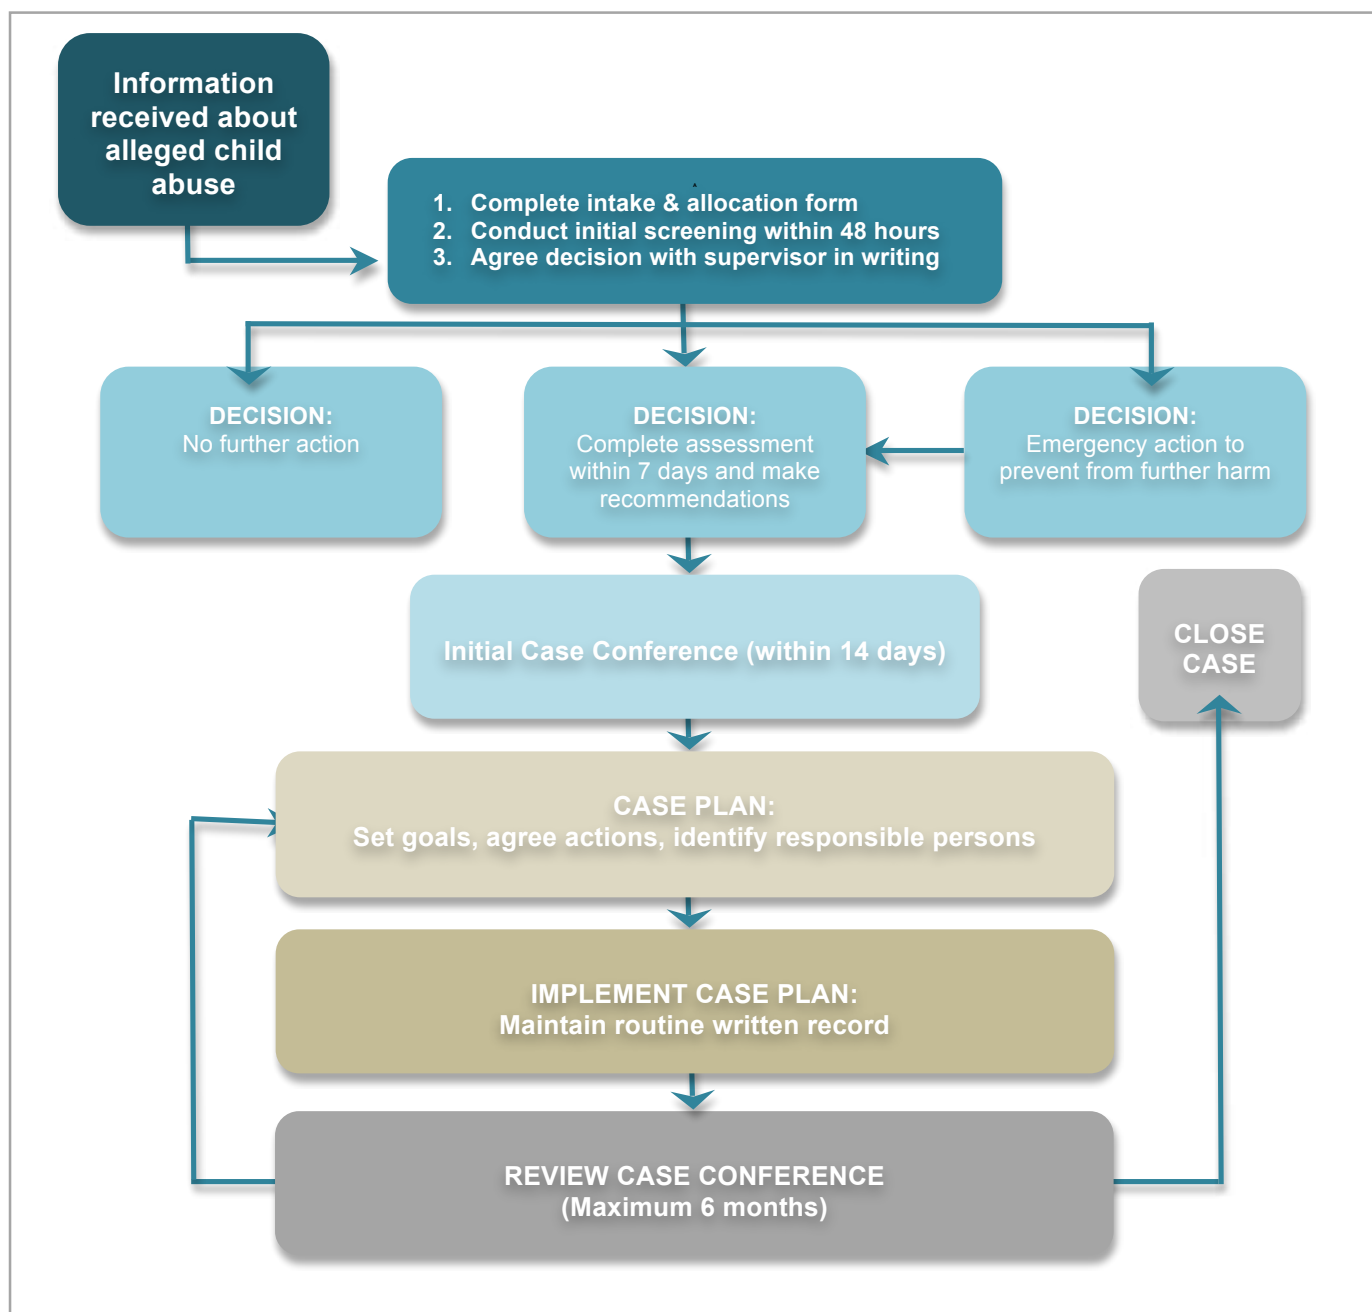 Information
received about
alleged child
abuse
1. Complete intake & allocation form
2. Conduct initial screening within 48 hours
3. Agree decision with supervisor in writing
DECISION:
No further action
DECISION:
Complete assessment
within 7 days and make
recommendations
DECISION:
Emergency action to
prevent from further harm
Initial Case Conference (within 14 days)
CLOSE
CASE
CASE PLAN:
Set goals, agree actions, identify responsible persons
IMPLEMENT CASE PLAN:
Maintain routine written record
REVIEW CASE CONFERENCE
(Maximum 6 months)